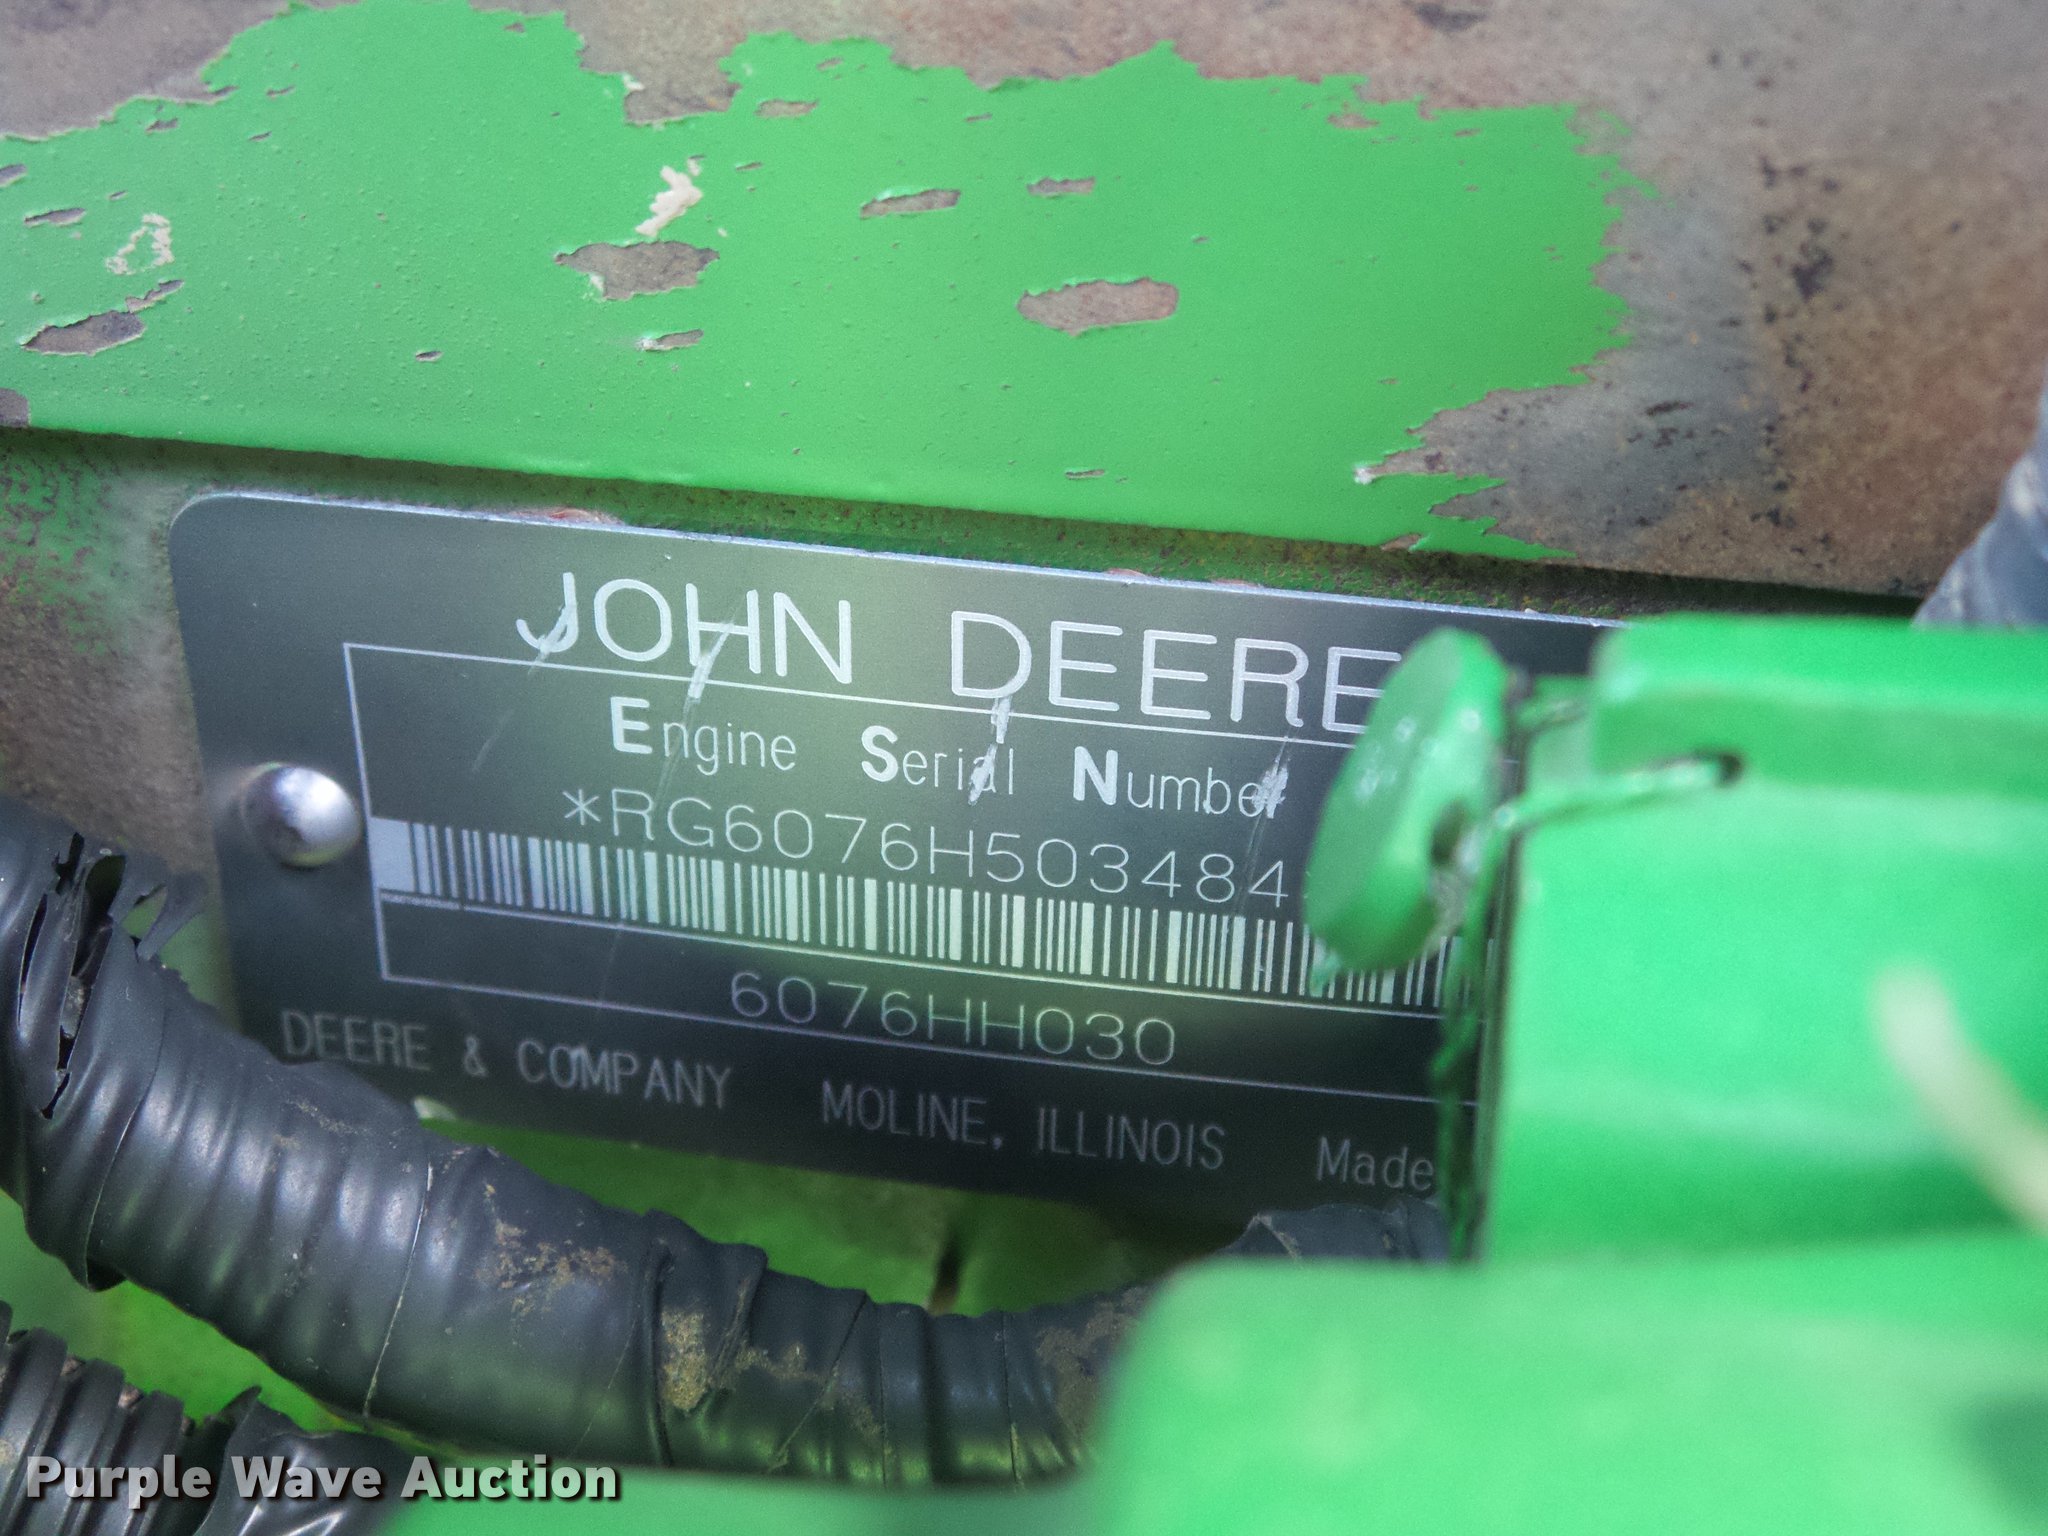 JOHN DEERE
Engine Serial Number
*RG6076H503484
6076HH030
DEERE & COMPANY MOLINE, ILLINOIS Made
Purple Wave Auction